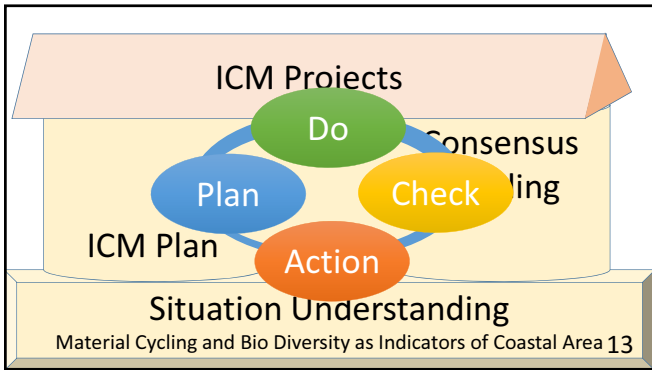 ICM Projects
Do
Consensus
Plan
Check
ICM Plan
Action
Situation Understanding
Material Cycling and Bio Diversity as Indicators of Coastal Area 13